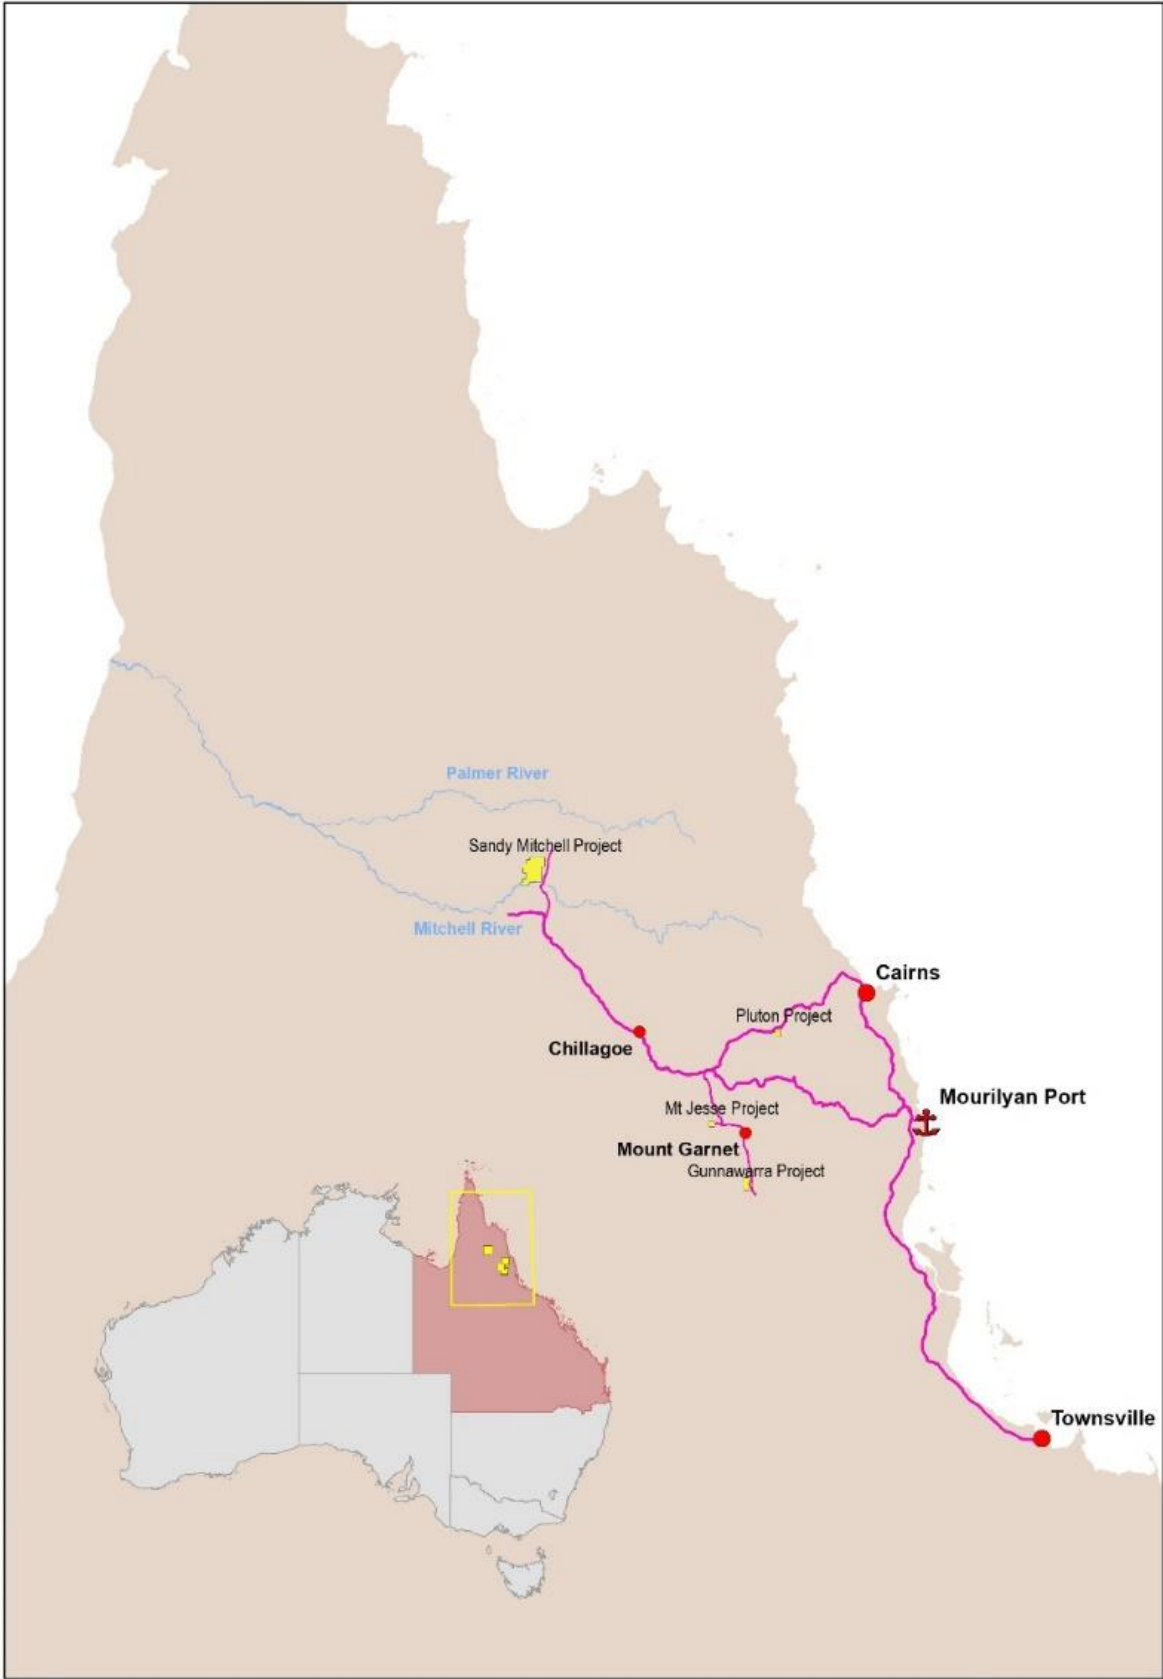 Palmer River
Sandy Mitchell Project
Mitchell River
Cairns
Pluton Project
Chillagoe
Mourilyan Port
Mt Jesse Project
Mount Garnet
Gunnawarra Project
Townsville